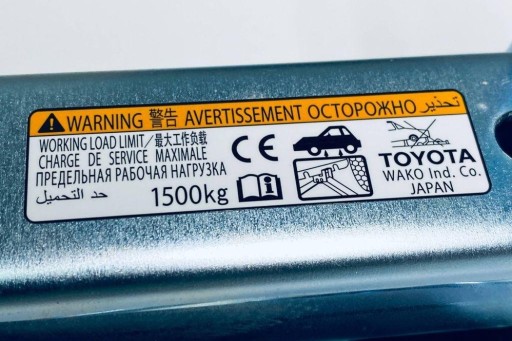 WARNING 警告 AVERTISSEMENT ОСТОРОЖНО تحذير
WORKING LOAD LIMIT/最大工作负载
CHARGE DE SERVICE MAXIMALE
ПРЕДЕЛЬНАЯ РАБОЧАЯ НАГРУЗКА
حد التحميل 1500kg
CE
TOYOTA
WAKO Ind. Co.
JAPAN